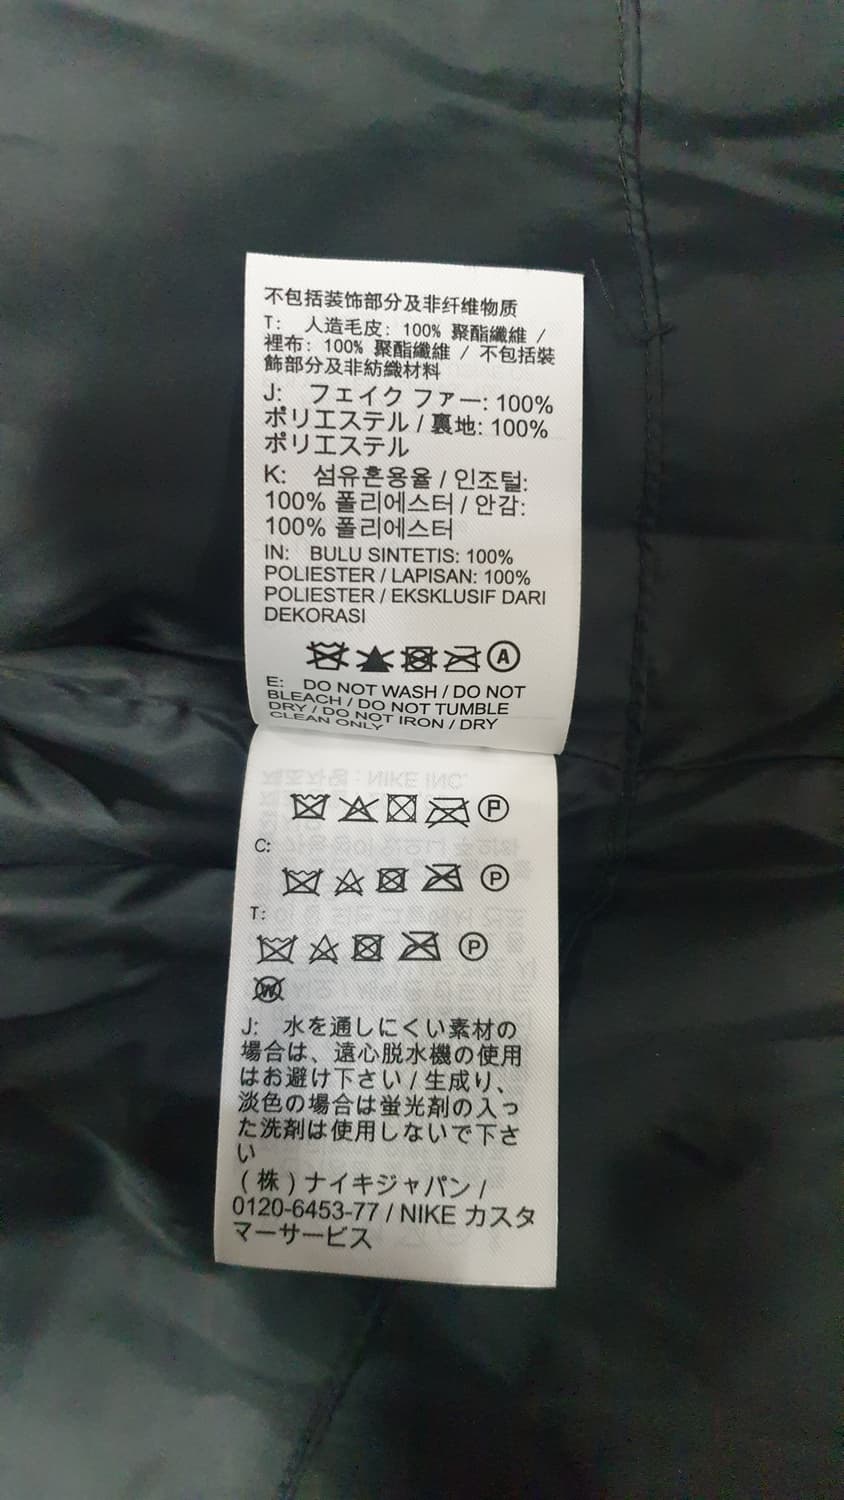 不包括装饰部分及非纤维物质
T: 人造毛皮: 100% 聚酯纖維 /
裡布: 100% 聚酯纖維 / 不包括裝
飾部分及非紡織材料
J: フェイク ファー: 100%
ポリエステル / 裏地: 100%
ポリエステル
K: 섬유혼용율 / 인조털:
100% 폴리에스터 / 안감:
100% 폴리에스터
IN: BULU SINTETIS: 100%
POLIESTER / LAPISAN: 100%
POLIESTER / EKSKLUSIF DARI
DEKORASI
A
E: DO NOT WASH / DO NOT
BLEACH / DO NOT TUMBLE
DRY / DO NOT IRON / DRY
CLEAN ONLY
P
C:
P
T:
P
W
J: 水を通しにくい素材の
場合は、遠心脱水機の使用
はお避け下さい / 生成り、
淡色の場合は蛍光剤の入っ
た洗剤は使用しないで下さ
い
(株) ナイキジャパン /
0120-6453-77 / NIKE カスタ
マーサービス